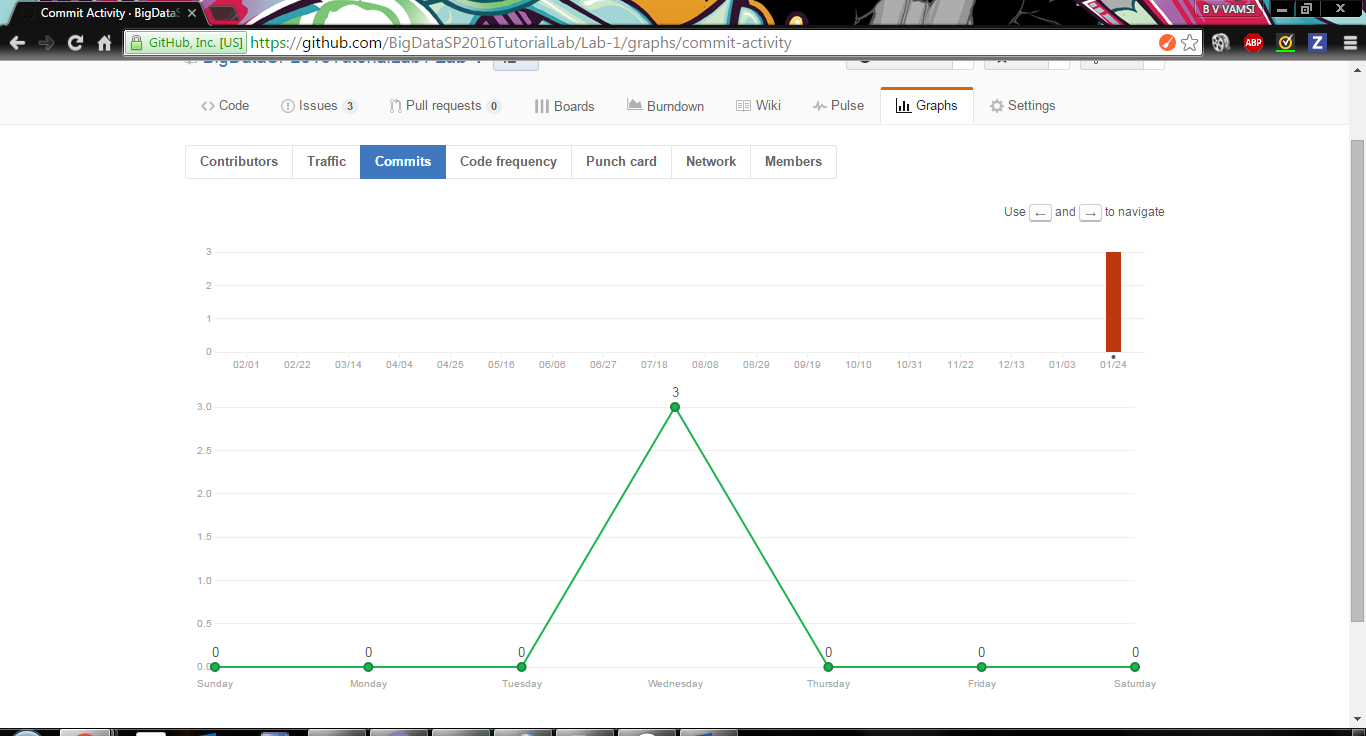 Commit Activity · BigDataS
B V VAMSI
GitHub, Inc. [US] https://github.com/BigDataSP2016TutorialLab/Lab-1/graphs/commit-activity
ABP
Z
Code Issues 3 Pull requests 0 Boards Burndown Wiki Pulse Graphs Settings
Contributors Traffic Commits Code frequency Punch card Network Members
Use ← and → to navigate
3
2
1
0
02/01 02/22 03/14 04/04 04/25 05/16 06/06 06/27 07/18 08/08 08/29 09/19 10/10 10/31 11/22 12/13 01/03 01/24
3
3.0
2.5
2.0
1.5
1.0
0.5
0 0 0 0 0 0
0.0
Sunday Monday Tuesday Wednesday Thursday Friday Saturday